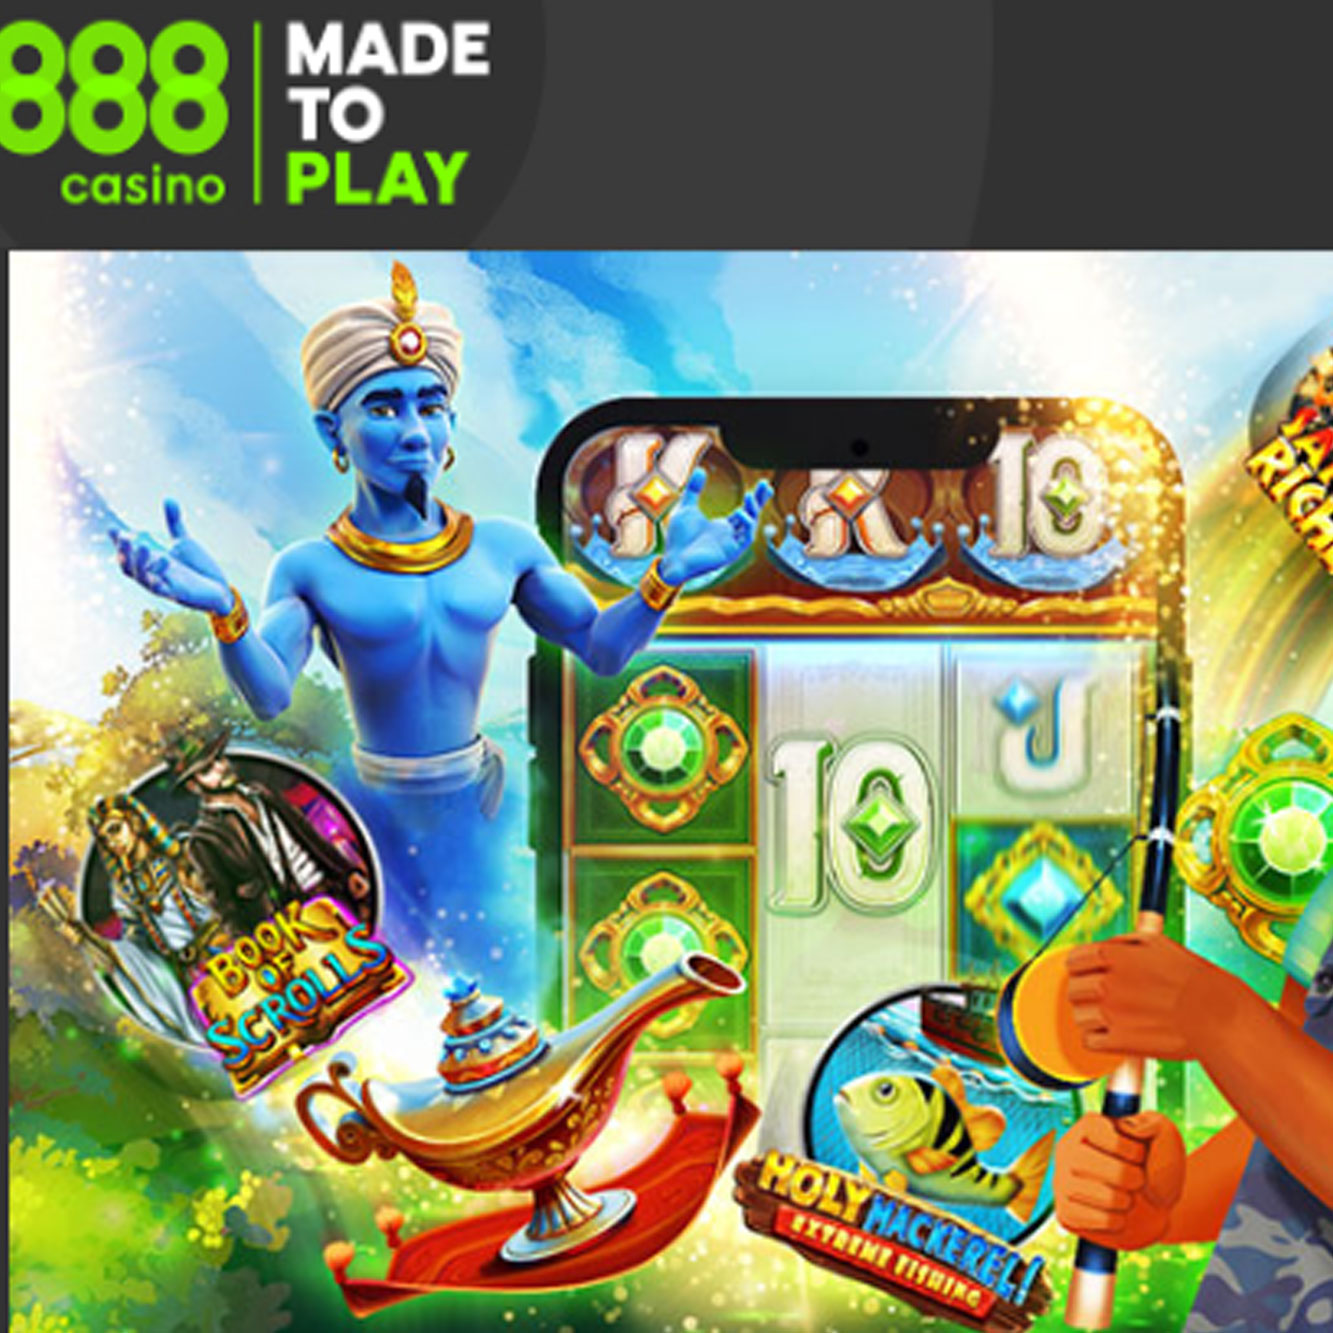 888
casino
MADE
TO
PLAY
K
K
10
J
10
BOOK
OF
SCROLLS
HOLY MACKEREL!
EXTREME FISHING